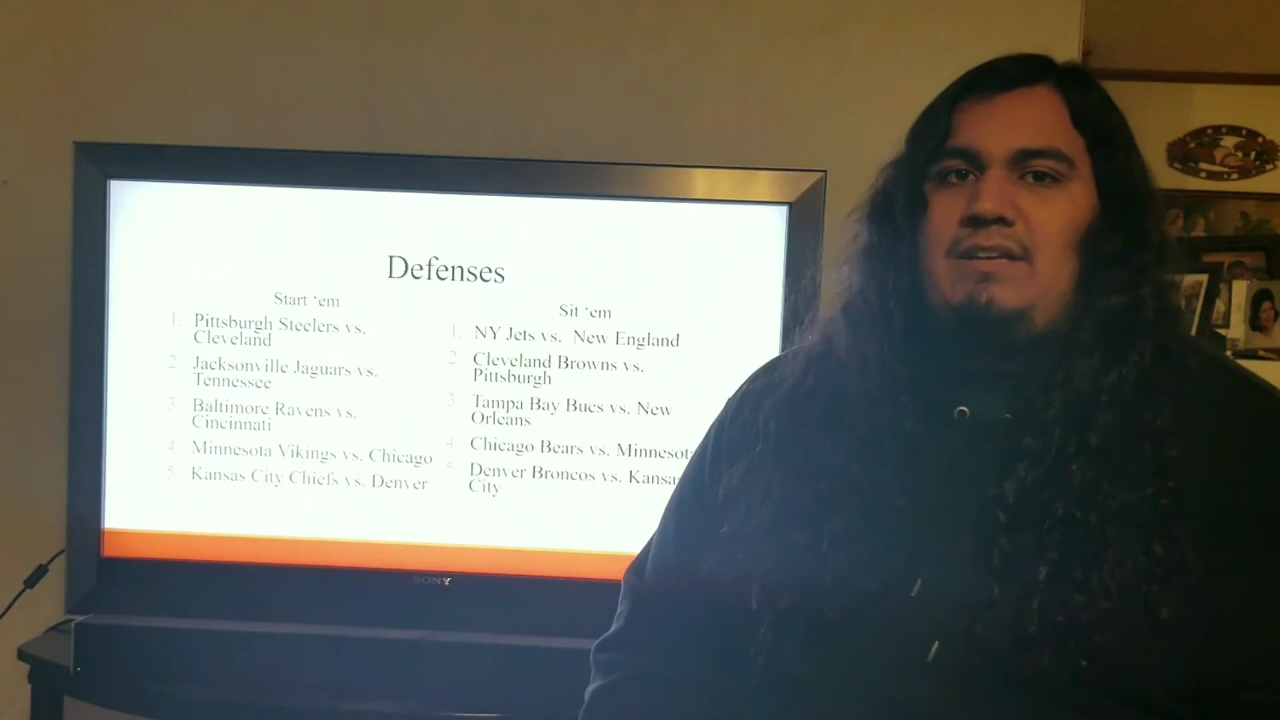 Defenses
Start 'em
1. Pittsburgh Steelers vs.
Cleveland
2. Jacksonville Jaguars vs.
Tennessee
3. Baltimore Ravens vs.
Cincinnati
4. Minnesota Vikings vs. Chicago
5. Kansas City Chiefs vs. Denver
Sit 'em
1. NY Jets vs. New England
2. Cleveland Browns vs.
Pittsburgh
3. Tampa Bay Bucs vs. New
Orleans
4. Chicago Bears vs. Minnesot
5. Denver Broncos vs. Kansas
City
SONY